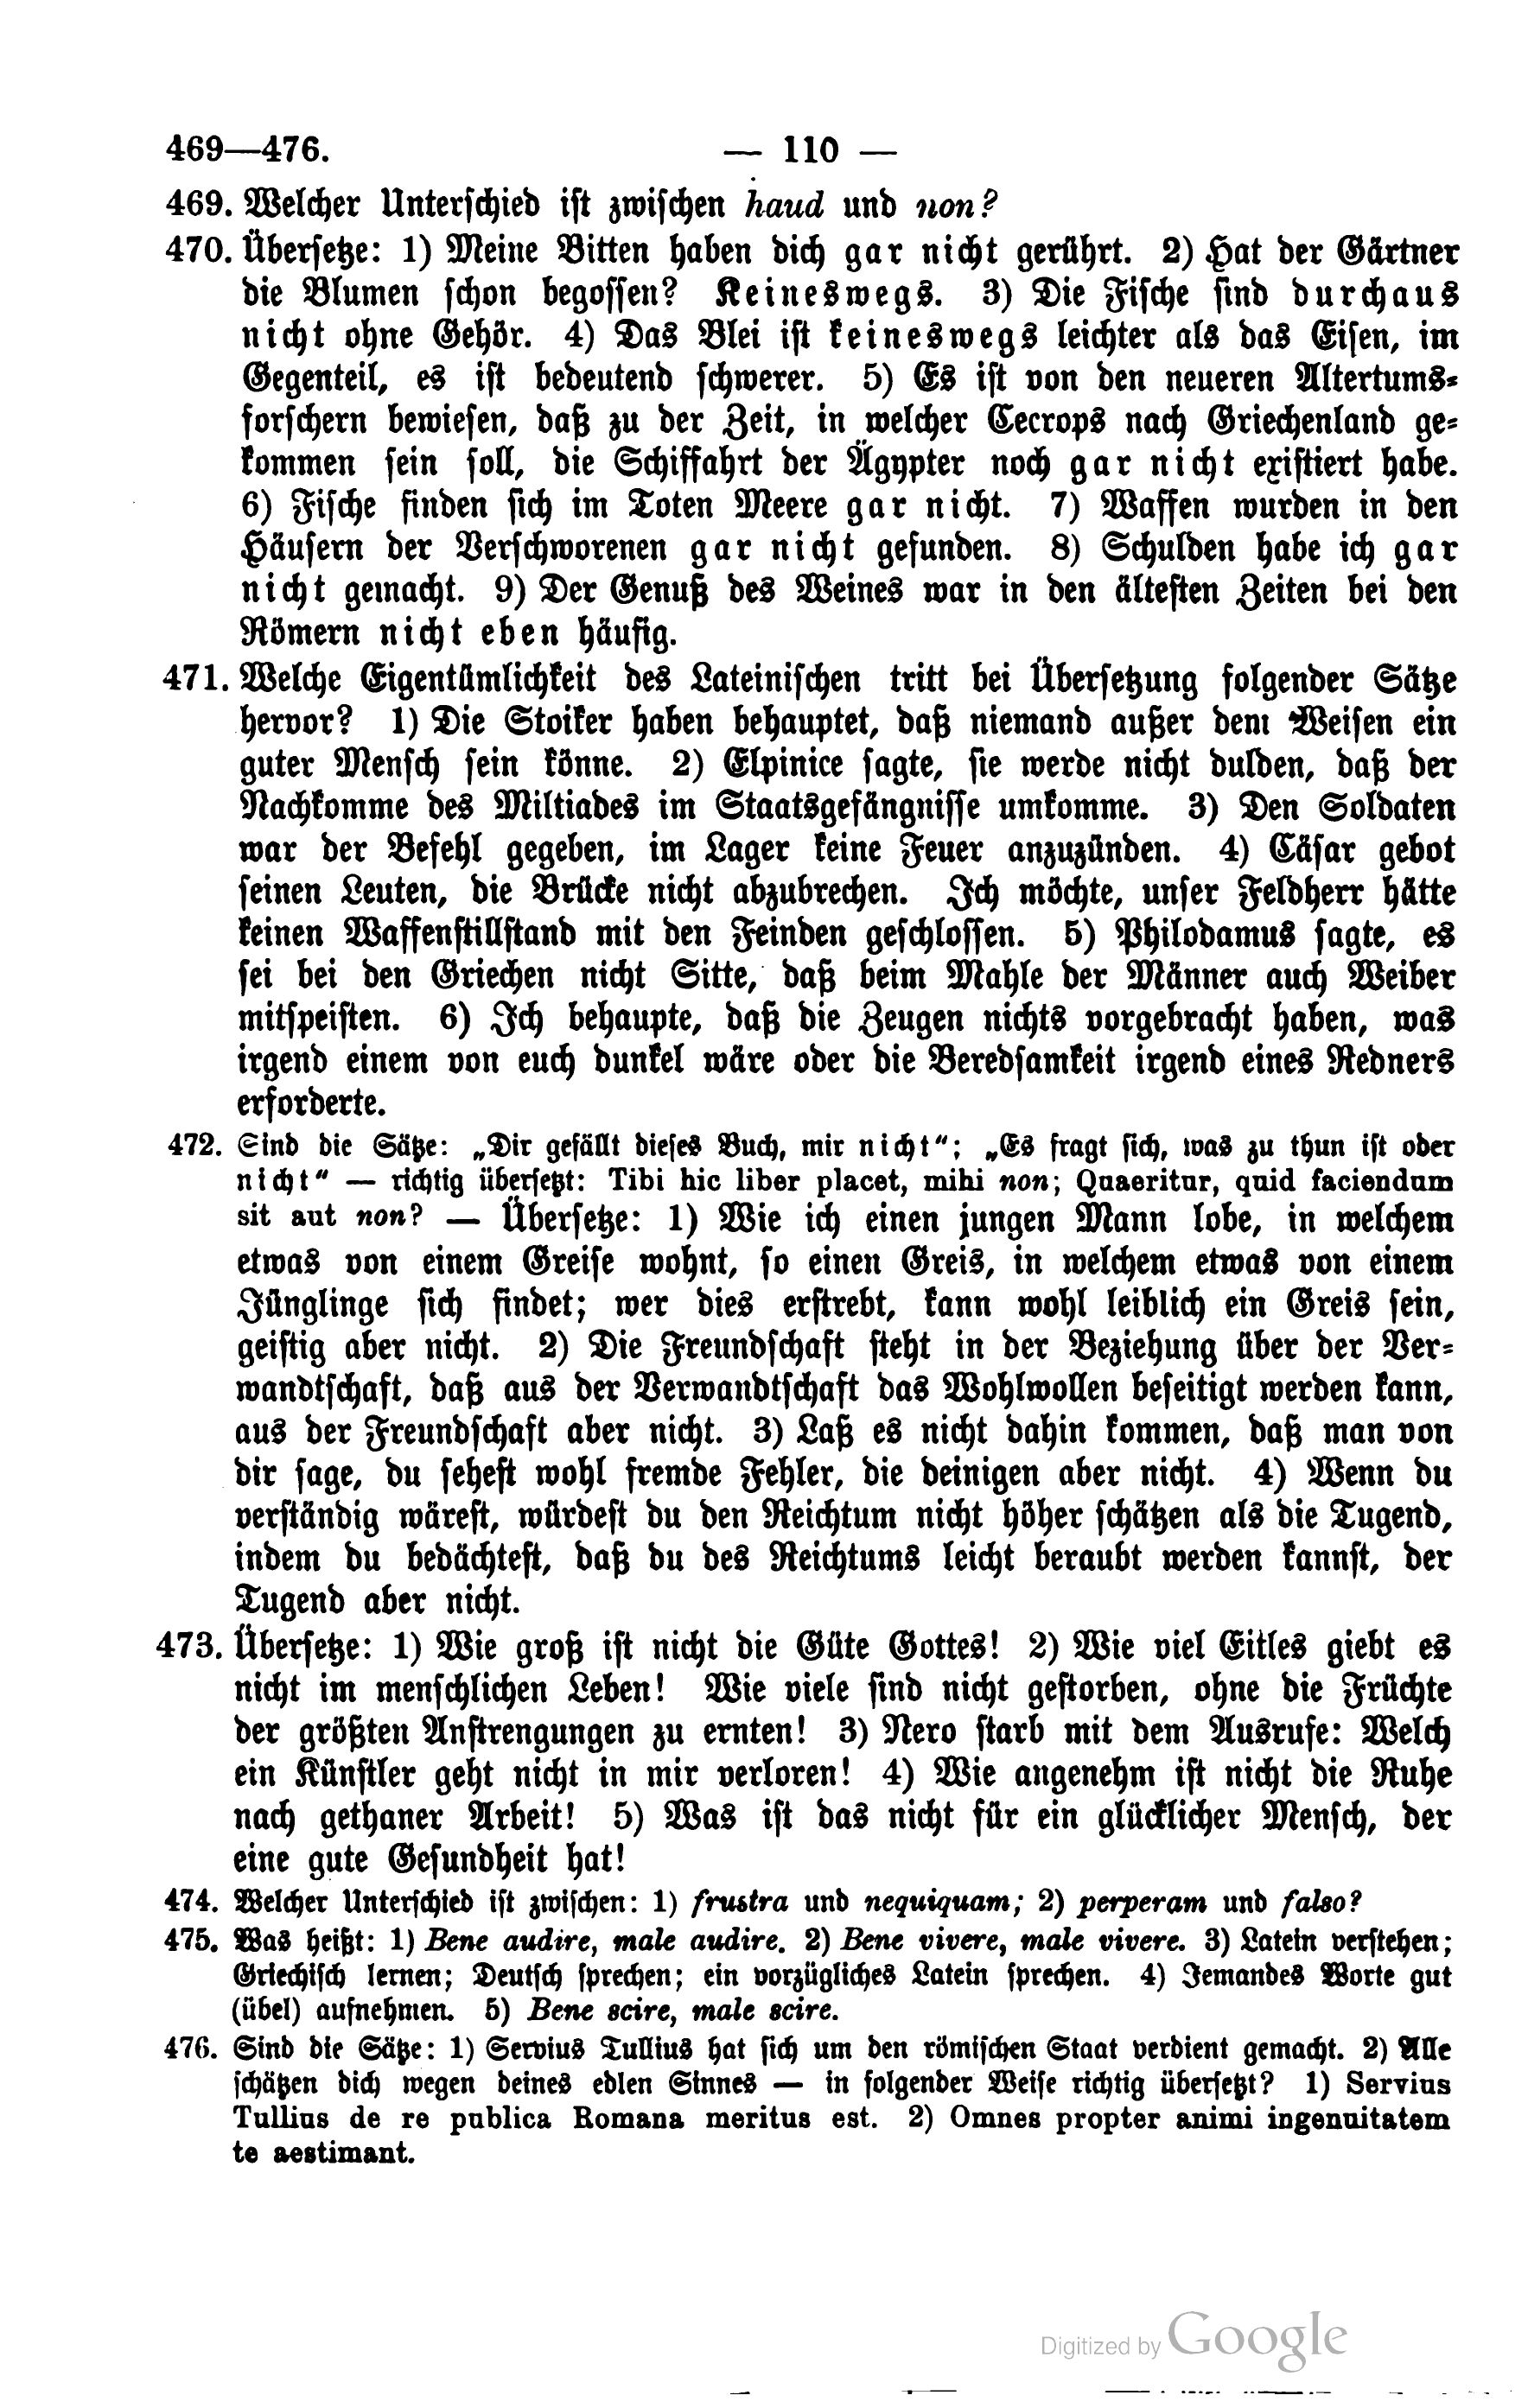 469—476.
— 110 —
469. Welcher Unterschied ist zwischen haud und non?
470. Übersetze: 1) Meine Bitten haben dich gar nicht gerührt. 2) Hat der Gärtner
die Blumen schon begossen? Keineswegs. 3) Die Fische sind durchaus
nicht ohne Gehör. 4) Das Blei ist keineswegs leichter als das Eisen, im
Gegenteil, es ist bedeutend schwerer. 5) Es ist von den neueren Altertums-
forschern bewiesen, daß zu der Zeit, in welcher Cecrops nach Griechenland ge-
kommen sein soll, die Schiffahrt der Ägypter noch gar nicht existiert habe.
6) Fische finden sich im Toten Meere gar nicht. 7) Waffen wurden in den
Häusern der Verschworenen gar nicht gefunden. 8) Schulden habe ich gar
nicht gemacht. 9) Der Genuß des Weines war in den ältesten Zeiten bei den
Römern nicht eben häufig.
471. Welche Eigentümlichkeit des Lateinischen tritt bei Übersetzung folgender Sätze
hervor? 1) Die Stoiker haben behauptet, daß niemand außer dem Weisen ein
guter Mensch sein könne. 2) Elpinice sagte, sie werde nicht dulden, daß der
Nachkomme des Miltiades im Staatsgefängnisse umkomme. 3) Den Soldaten
war der Befehl gegeben, im Lager keine Feuer anzuzünden. 4) Cäsar gebot
seinen Leuten, die Brücke nicht abzubrechen. Ich möchte, unser Feldherr hätte
keinen Waffenstillstand mit den Feinden geschlossen. 5) Philodamus sagte, es
sei bei den Griechen nicht Sitte, daß beim Mahle der Männer auch Weiber
mitspeisten. 6) Ich behaupte, daß die Zeugen nichts vorgebracht haben, was
irgend einem von euch dunkel wäre oder die Beredsamkeit irgend eines Redners
erforderte.
472. Sind die Sätze: „Dir gefällt dieses Buch, mir nicht“; „Es fragt sich, was zu thun ist oder
nicht“ — richtig übersetzt: Tibi hic liber placet, mihi non; Quaeritur, quid faciendum
sit aut non? — Übersetze: 1) Wie ich einen jungen Mann lobe, in welchem
etwas von einem Greise wohnt, so einen Greis, in welchem etwas von einem
Jünglinge sich findet; wer dies erstrebt, kann wohl leiblich ein Greis sein,
geistig aber nicht. 2) Die Freundschaft steht in der Beziehung über der Ver-
wandtschaft, daß aus der Verwandtschaft das Wohlwollen beseitigt werden kann,
aus der Freundschaft aber nicht. 3) Laß es nicht dahin kommen, daß man von
dir sage, du sehest wohl fremde Fehler, die deinigen aber nicht. 4) Wenn du
verständig wärest, würdest du den Reichtum nicht höher schätzen als die Tugend,
indem du bedächtest, daß du des Reichtums leicht beraubt werden kannst, der
Tugend aber nicht.
473. Übersetze: 1) Wie groß ist nicht die Güte Gottes! 2) Wie viel Eitles giebt es
nicht im menschlichen Leben! Wie viele sind nicht gestorben, ohne die Früchte
der größten Anstrengungen zu ernten! 3) Nero starb mit dem Ausrufe: Welch
ein Künstler geht nicht in mir verloren! 4) Wie angenehm ist nicht die Ruhe
nach gethaner Arbeit! 5) Was ist das nicht für ein glücklicher Mensch, der
eine gute Gesundheit hat!
474. Welcher Unterschied ist zwischen: 1) frustra und nequiquam; 2) perperam und falso?
475. Was heißt: 1) Bene audire, male audire. 2) Bene vivere, male vivere. 3) Latein verstehen;
Griechisch lernen; Deutsch sprechen; ein vorzügliches Latein sprechen. 4) Jemandes Worte gut
(übel) aufnehmen. 5) Bene scire, male scire.
476. Sind die Sätze: 1) Servius Tullius hat sich um den römischen Staat verdient gemacht. 2) Alle
schätzen dich wegen deines edlen Sinnes — in folgender Weise richtig übersetzt? 1) Servius
Tullius de re publica Romana meritus est. 2) Omnes propter animi ingenuitatem
te aestimant.
Digitized by Google